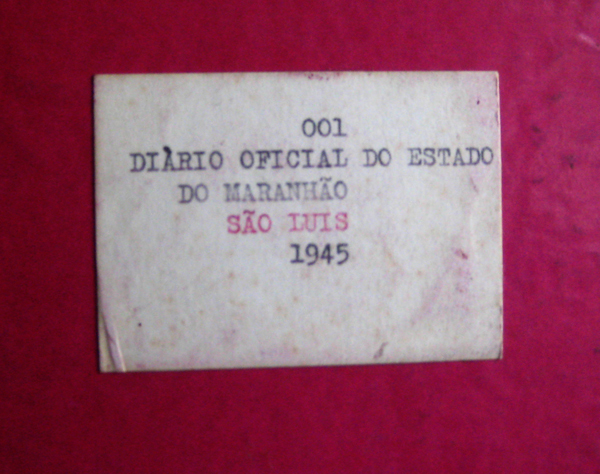 001
DIÀRIO OFICIAL DO ESTADO
DO MARANHÃO
SÃO LUIS
1945